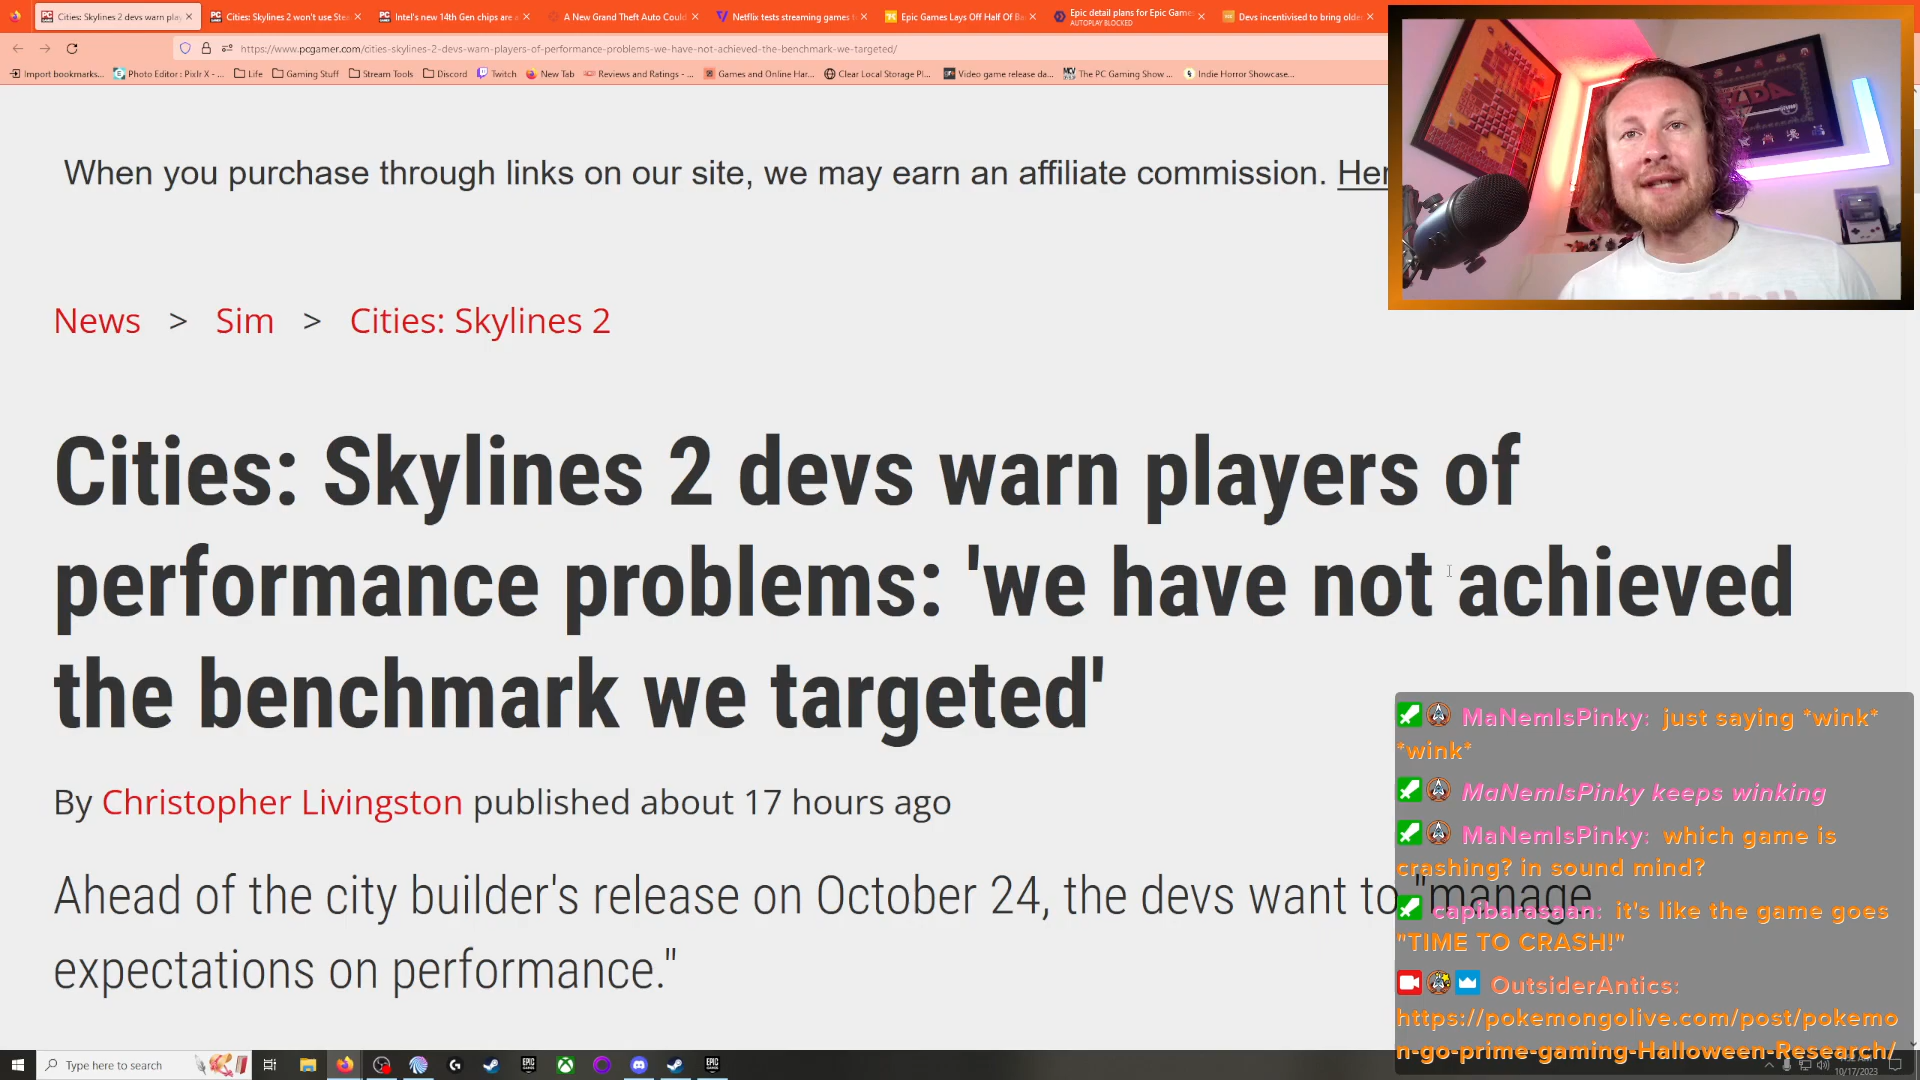 Cities: Skylines 2 devs warn play
Cities: Skylines 2 won't use Ste
Intel's new 14th Gen chips are a
A New Grand Theft Auto Could
Netflix tests streaming games
Epic Games Lays Off Half Of Ba
Epic detail plans for Epic Game
AUTOPLAY BLOCKED
Devs incentivised to bring olde
https://www.pcgamer.com/cities-skylines-2-devs-warn-players-of-performance-problems-we-have-not-achieved-the-benchmark-we-targeted/
Import bookmarks...
Photo Editor : Pixlr X - ...
Life
Gaming Stuff
Stream Tools
Discord
Twitch
New Tab
Reviews and Ratings - ...
Games and Online Har...
Clear Local Storage Pl...
Video game release da...
The PC Gaming Show ...
Indie Horror Showcase...
When you purchase through links on our site, we may earn an affiliate commission. Her
News > Sim > Cities: Skylines 2
Cities: Skylines 2 devs warn players of
performance problems: 'we have not achieved
the benchmark we targeted'
By Christopher Livingston published about 17 hours ago
Ahead of the city builder's release on October 24, the devs want to "manage
expectations on performance."
MaNemIsPinky: just saying *wink*
*wink*
MaNemIsPinky keeps winking
MaNemIsPinky: which game is
crashing? in sound mind?
capibarasaan: it's like the game goes
"TIME TO CRASH!"
OutsiderAntics:
https://pokemongolive.com/post/pokemo
n-go-prime-gaming-Halloween-Research/
Type here to search
10/17/2023